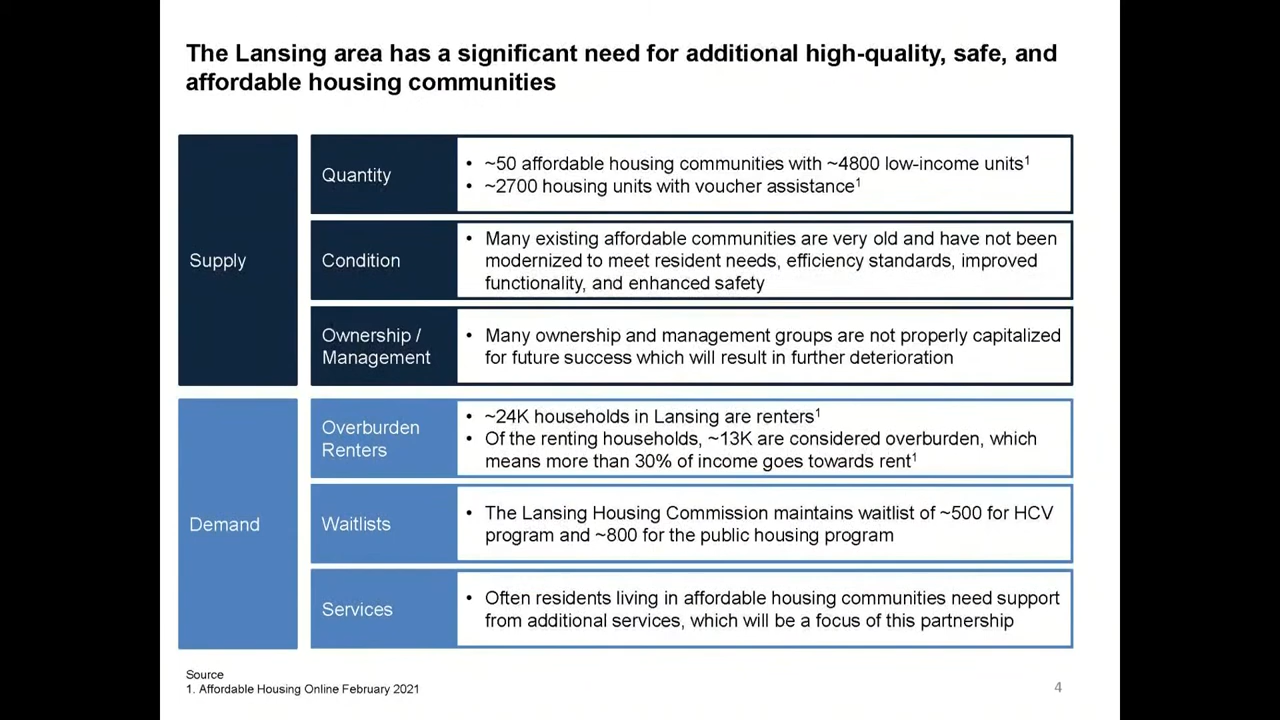 The Lansing area has a significant need for additional high-quality, safe, and
affordable housing communities
Supply
Quantity
• ~50 affordable housing communities with ~4800 low-income units¹
• ~2700 housing units with voucher assistance¹
Condition
• Many existing affordable communities are very old and have not been
modernized to meet resident needs, efficiency standards, improved
functionality, and enhanced safety
Ownership /
Management
• Many ownership and management groups are not properly capitalized
for future success which will result in further deterioration
Demand
Overburden
Renters
• ~24K households in Lansing are renters¹
• Of the renting households, ~13K are considered overburden, which
means more than 30% of income goes towards rent¹
Waitlists
• The Lansing Housing Commission maintains waitlist of ~500 for HCV
program and ~800 for the public housing program
Services
• Often residents living in affordable housing communities need support
from additional services, which will be a focus of this partnership
Source
1. Affordable Housing Online February 2021
4